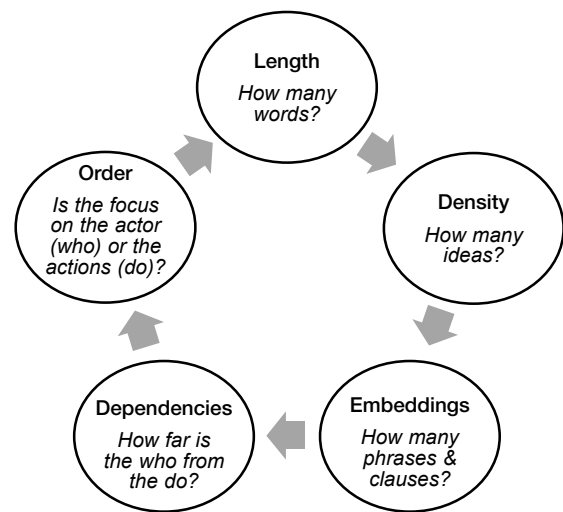 Length
How many
words?
Density
How many
ideas?
Embeddings
How many
phrases &
clauses?
Dependencies
How far is
the who from
the do?
Order
Is the focus
on the actor
(who) or the
actions (do)?